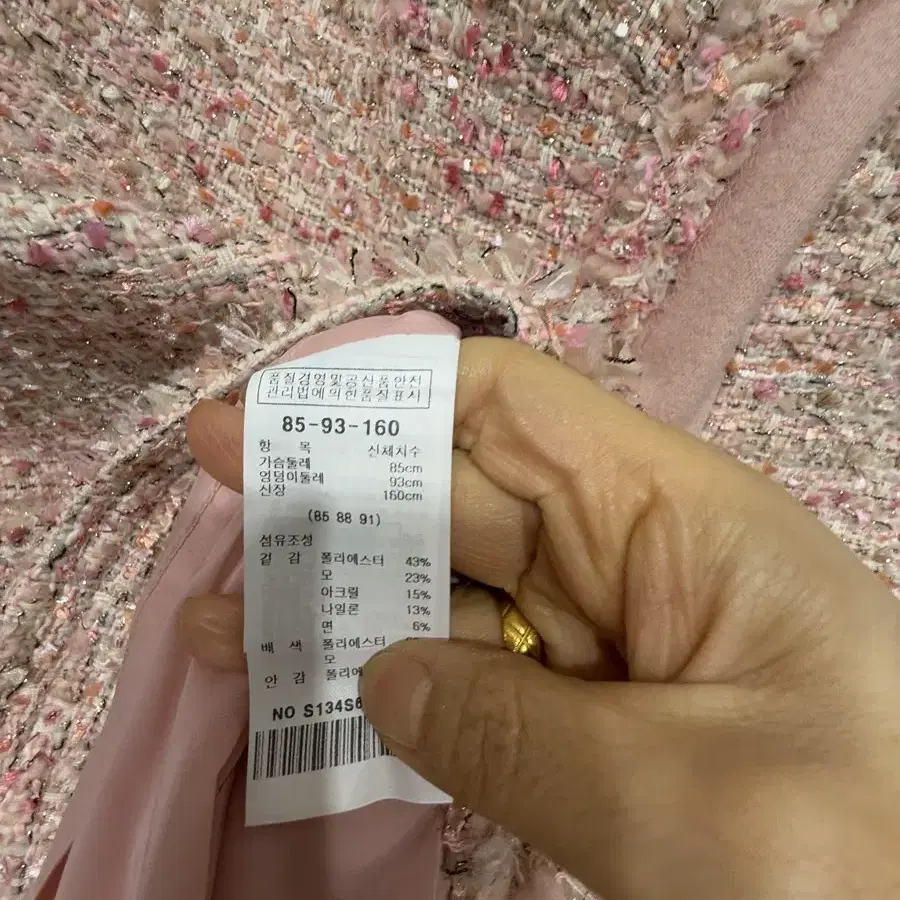 품질경영및공산품안전
관리법에의한품질표시
85-93-160
항 목 신체치수
가슴둘레 85cm
엉덩이둘레 93cm
신장 160cm
(85 88 91)
섬유조성
겉 감 폴리에스터 43%
모 23%
아크릴 15%
나일론 13%
면 6%
배 색 폴리에스터
모
안 감
NO S134S